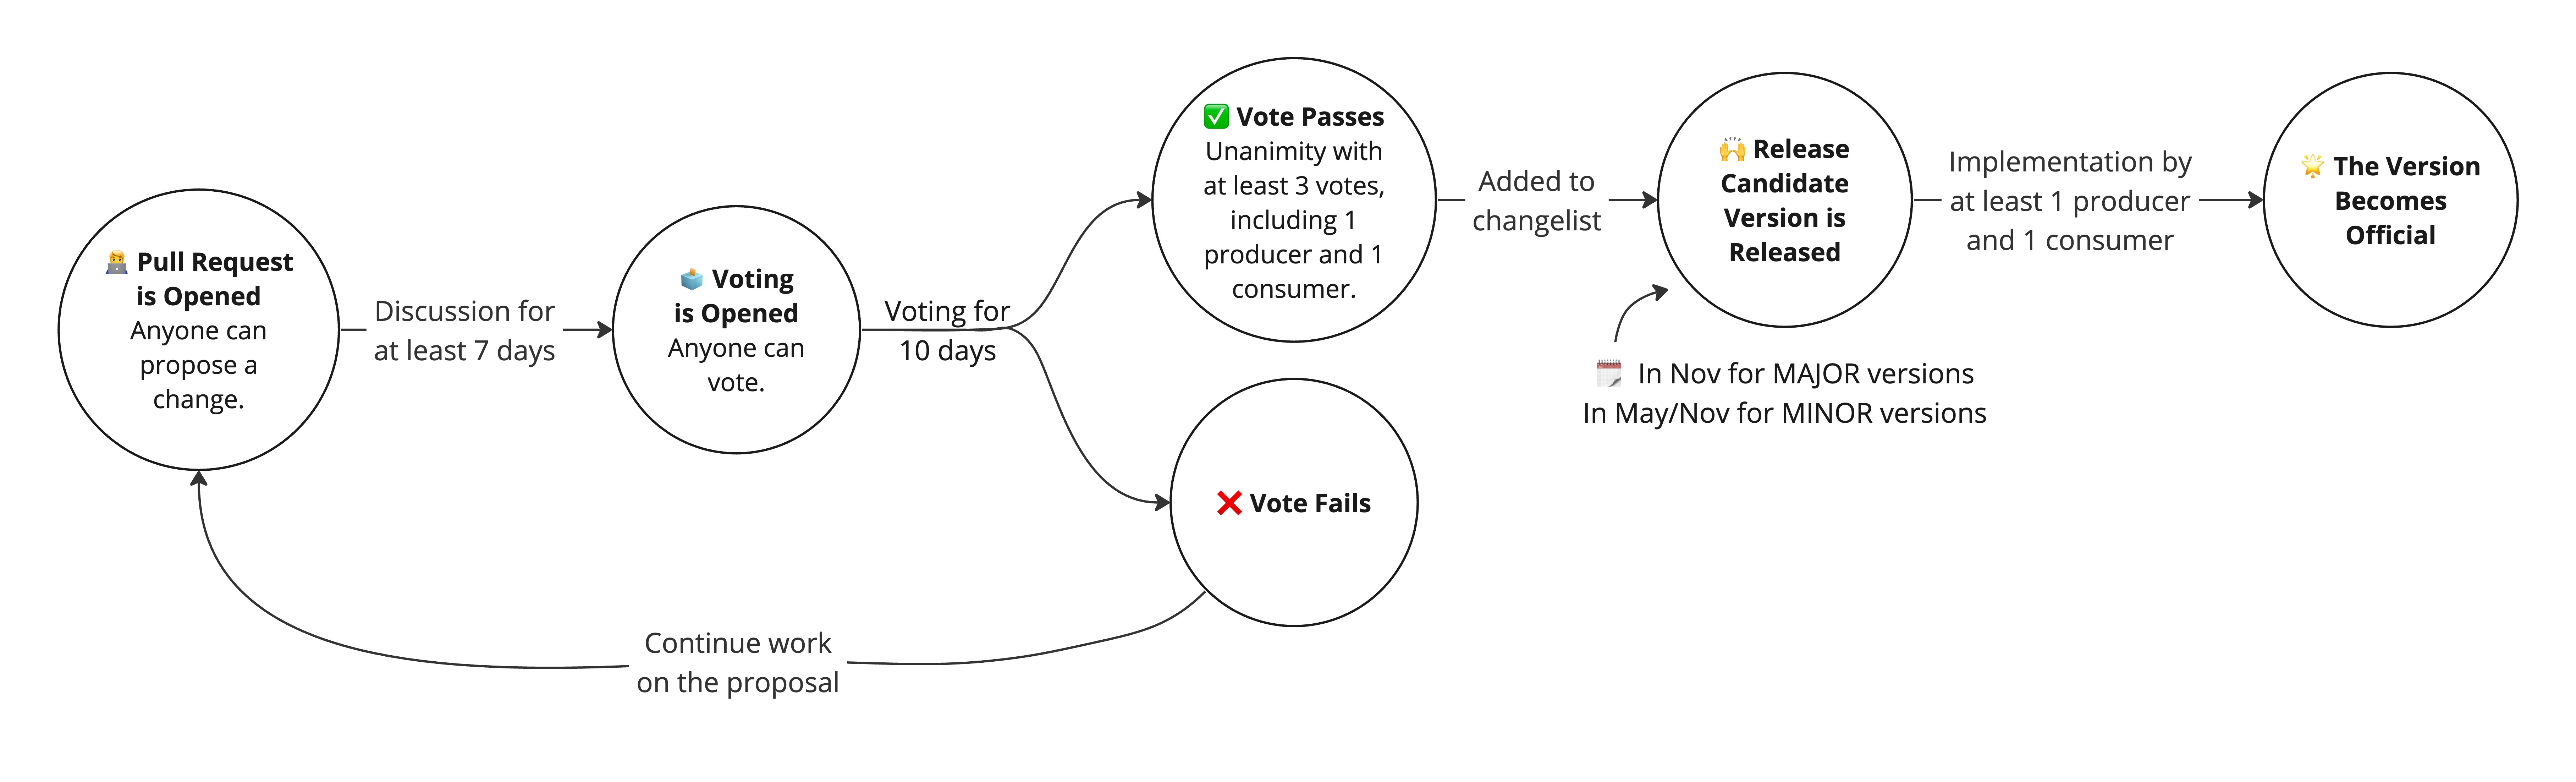 🧑‍💻 Pull Request
is Opened
Anyone can
propose a
change.
Discussion for
at least 7 days
🗳️ Voting
is Opened
Anyone can
vote.
Voting for
10 days
✅ Vote Passes
Unanimity with
at least 3 votes,
including 1
producer and 1
consumer.
❌ Vote Fails
Continue work
on the proposal
Added to
changelist
🙌 Release
Candidate
Version is
Released
🗓️ In Nov for MAJOR versions
In May/Nov for MINOR versions
Implementation by
at least 1 producer
and 1 consumer
🌟 The Version
Becomes
Official